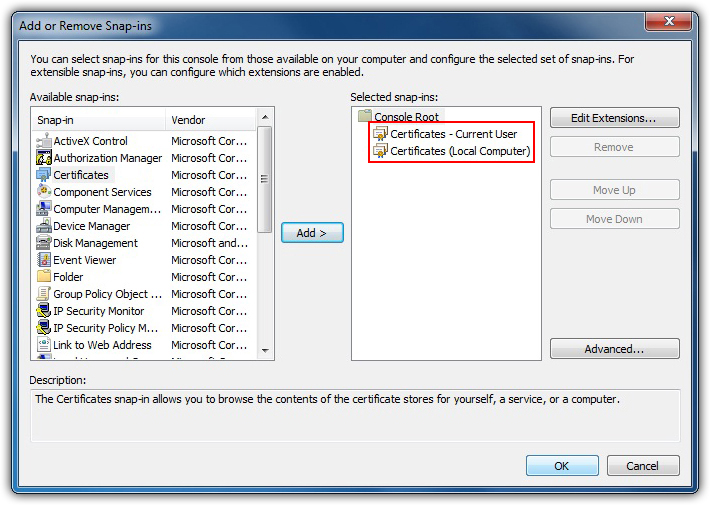 Add or Remove Snap-ins
You can select snap-ins for this console from those available on your computer and configure the selected set of snap-ins. For
extensible snap-ins, you can configure which extensions are enabled.
Available snap-ins:
Snap-in Vendor
ActiveX Control Microsoft Cor...
Authorization Manager Microsoft Cor...
Certificates Microsoft Cor...
Component Services Microsoft Cor...
Computer Managem... Microsoft Cor...
Device Manager Microsoft Cor...
Disk Management Microsoft and...
Event Viewer Microsoft Cor...
Folder Microsoft Cor...
Group Policy Object ... Microsoft Cor...
IP Security Monitor Microsoft Cor...
IP Security Policy M... Microsoft Cor...
Link to Web Address Microsoft Cor...
Add >
Selected snap-ins:
Console Root
Certificates - Current User
Certificates (Local Computer)
Edit Extensions...
Remove
Move Up
Move Down
Advanced...
Description:
The Certificates snap-in allows you to browse the contents of the certificate stores for yourself, a service, or a computer.
OK
Cancel